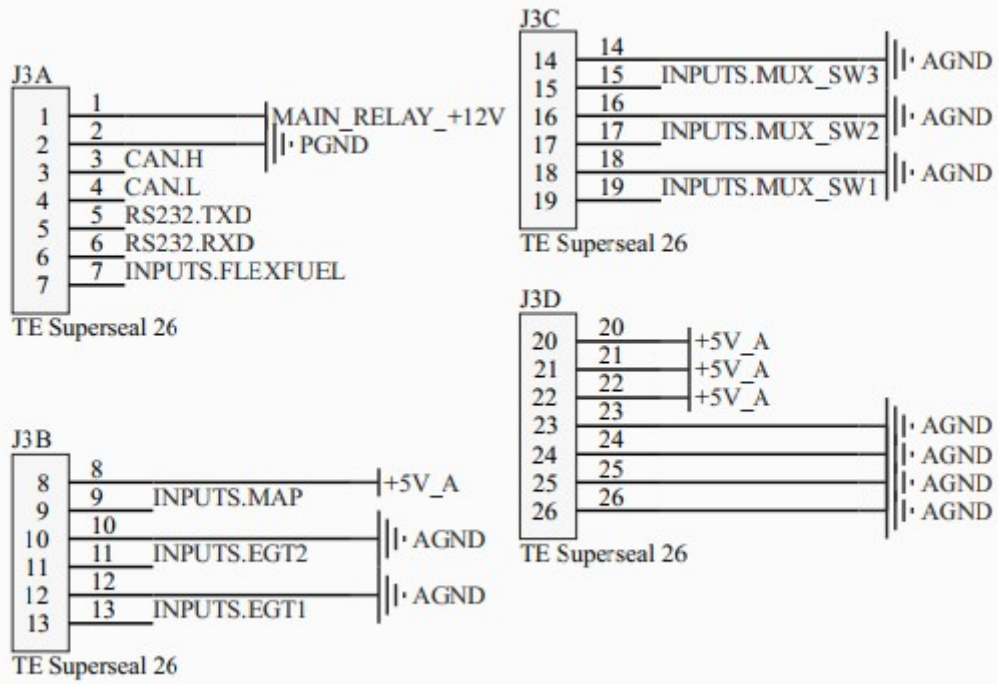 J3A
1 1 MAIN_RELAY_+12V
2 2 PGND
3 3 CAN.H
4 4 CAN.L
5 5 RS232.TXD
6 6 RS232.RXD
7 7 INPUTS.FLEXFUEL
TE Superseal 26
J3B
8 8 +5V_A
9 9 INPUTS.MAP
10 10 AGND
11 11 INPUTS.EGT2
12 12 AGND
13 13 INPUTS.EGT1
TE Superseal 26
J3C
14 14 AGND
15 15 INPUTS.MUX_SW3
16 16 AGND
17 17 INPUTS.MUX_SW2
18 18 AGND
19 19 INPUTS.MUX_SW1
TE Superseal 26
J3D
20 20 +5V_A
21 21 +5V_A
22 22 +5V_A
23 23 AGND
24 24 AGND
25 25 AGND
26 26 AGND
TE Superseal 26